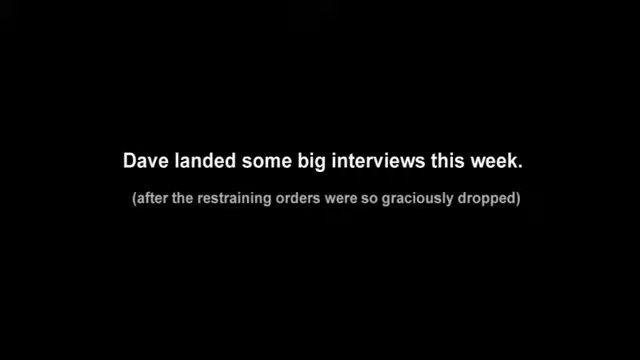 Dave landed some big interviews this week.
(after the restraining orders were so graciously dropped)